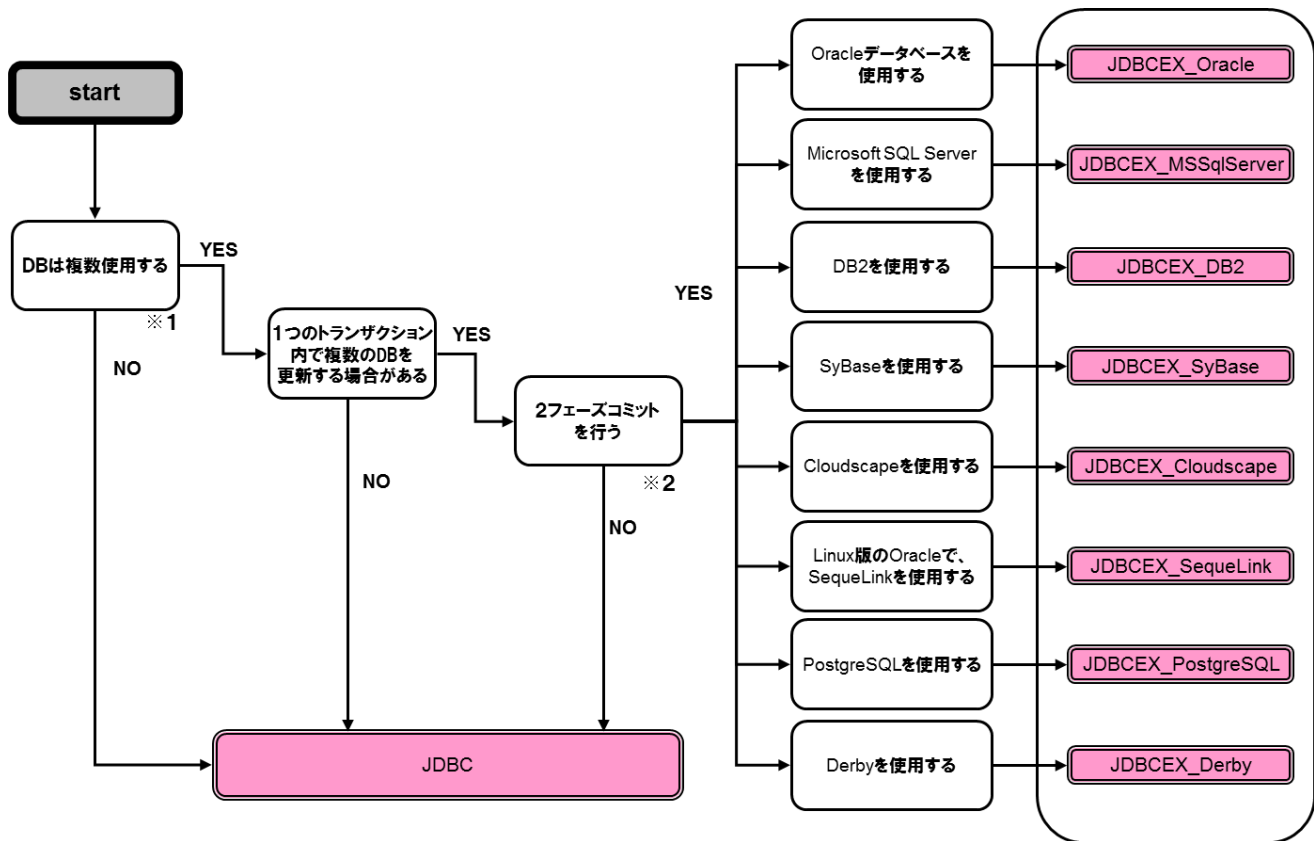 start
DBは複数使用する
※1
YES
NO
1つのトランザクション
内で複数のDBを
更新する場合がある
YES
NO
2フェーズコミット
を行う
※2
YES
NO
JDBC
Oracleデータベースを
使用する
JDBCEX_Oracle
Microsoft SQL Server
を使用する
JDBCEX_MSSqlServer
DB2を使用する
JDBCEX_DB2
SyBaseを使用する
JDBCEX_SyBase
Cloudscapeを使用する
JDBCEX_Cloudscape
Linux版のOracleで、
SequeLinkを使用する
JDBCEX_SequeLink
PostgreSQLを使用する
JDBCEX_PostgreSQL
Derbyを使用する
JDBCEX_Derby